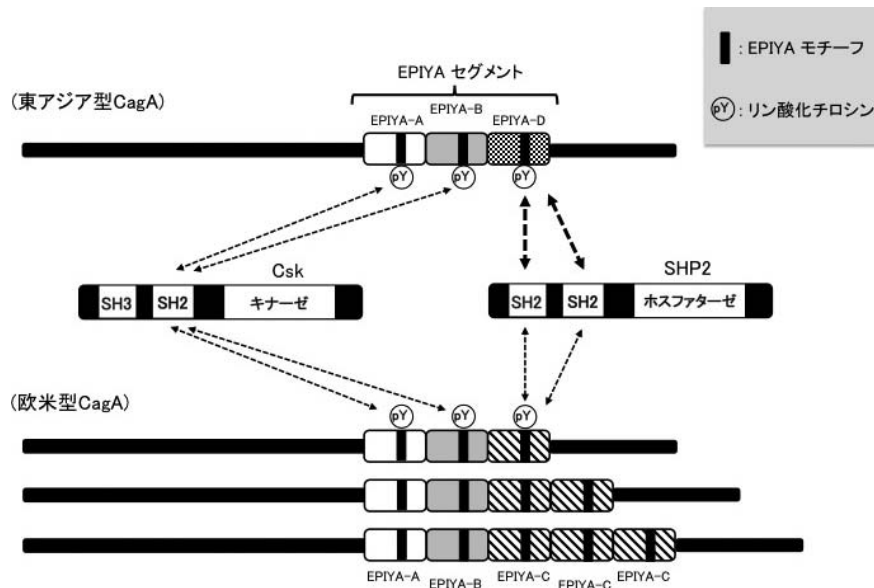 : EPIYA モチーフ
pY : リン酸化チロシン
EPIYA セグメント
(東アジア型CagA)
EPIYA-A
EPIYA-B
EPIYA-D
pY
pY
pY
Csk
SH3
SH2
キナーゼ
SHP2
SH2
SH2
ホスファターゼ
(欧米型CagA)
pY
pY
pY
EPIYA-A
EPIYA-B
EPIYA-C
EPIYA-C
EPIYA-C